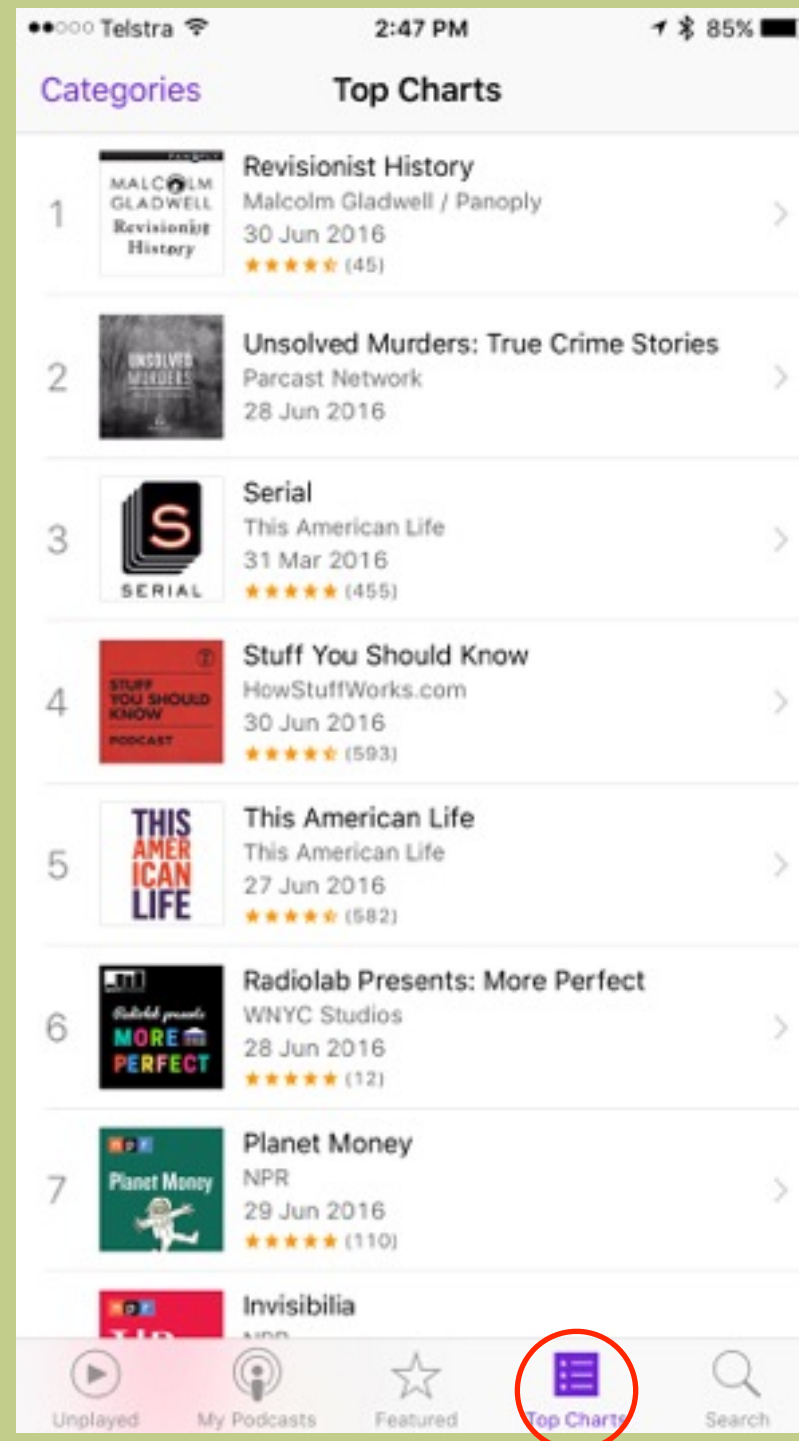 Telstra 2:47 PM 85%
Categories Top Charts
1
MALCOLM
GLADWELL
Revisionist
History
Revisionist History
Malcolm Gladwell / Panoply
30 Jun 2016
(45)
2
UNSOLVED
MURDERS
Unsolved Murders: True Crime Stories
Parcast Network
28 Jun 2016
3
S
SERIAL
Serial
This American Life
31 Mar 2016
(455)
4
STUFF
YOU SHOULD
KNOW
PODCAST
Stuff You Should Know
HowStuffWorks.com
30 Jun 2016
(593)
5
THIS
AMER
ICAN
LIFE
This American Life
This American Life
27 Jun 2016
(582)
6
Radiolab presents
MORE
PERFECT
Radiolab Presents: More Perfect
WNYC Studios
28 Jun 2016
(12)
7
npr
Planet Money
Planet Money
NPR
29 Jun 2016
(110)
npr
Invisibilia
Unplayed My Podcasts Featured Top Charts Search